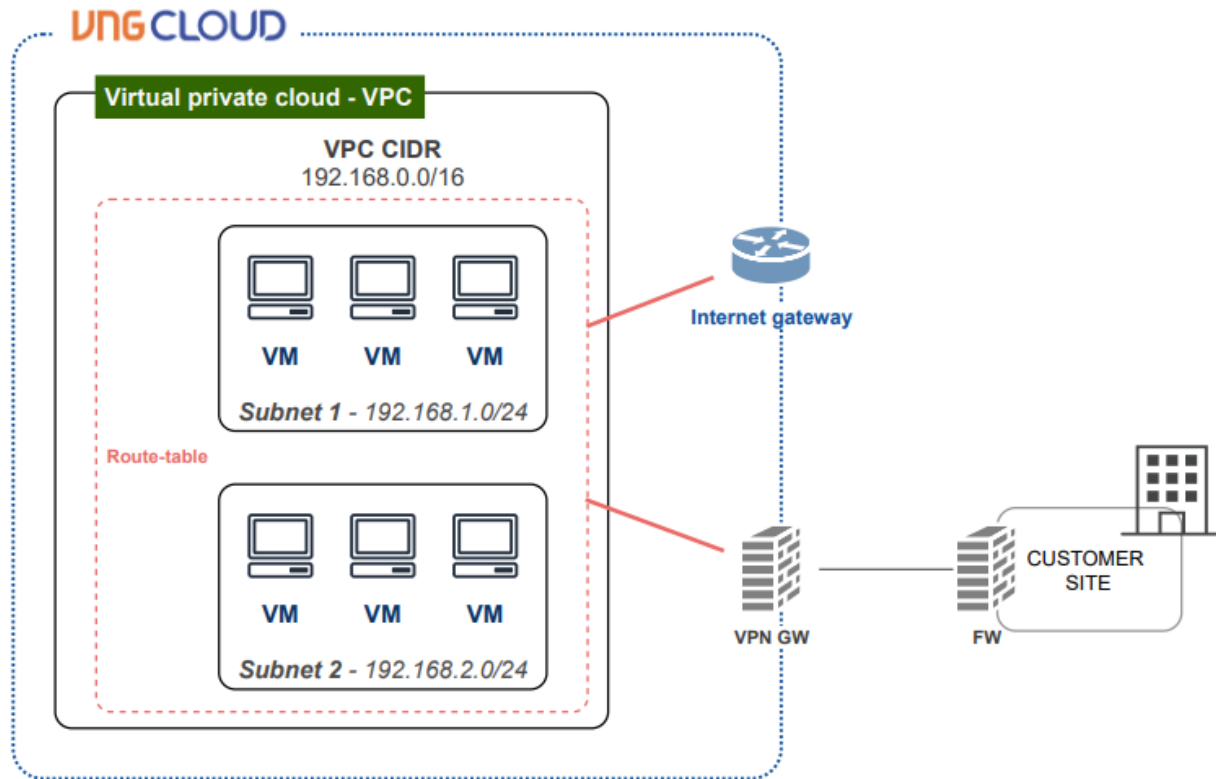 VNG CLOUD
Virtual private cloud - VPC
VPC CIDR
192.168.0.0/16
VM VM VM
Subnet 1 - 192.168.1.0/24
Internet gateway
Route-table
VM VM VM
Subnet 2 - 192.168.2.0/24
VPN GW
FW
CUSTOMER
SITE